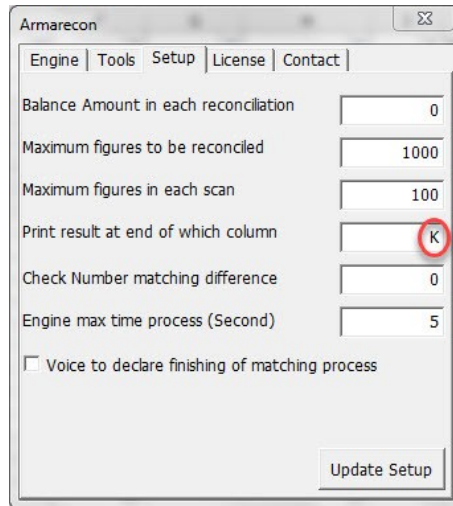 Armarecon
Engine Tools Setup License Contact
Balance Amount in each reconciliation 0
Maximum figures to be reconciled 1000
Maximum figures in each scan 100
Print result at end of which column K
Check Number matching difference 0
Engine max time process (Second) 5
Voice to declare finishing of matching process
Update Setup